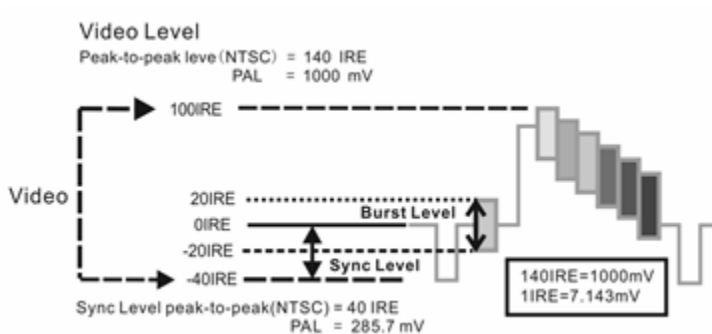 Video Level
Peak-to-peak leve(NTSC) = 140 IRE
PAL = 1000 mV
100IRE
Video
20IRE
0IRE
-20IRE
-40IRE
Burst Level
Sync Level
140IRE=1000mV
1IRE=7.143mV
Sync Level peak-to-peak(NTSC) = 40 IRE
PAL = 285.7 mV